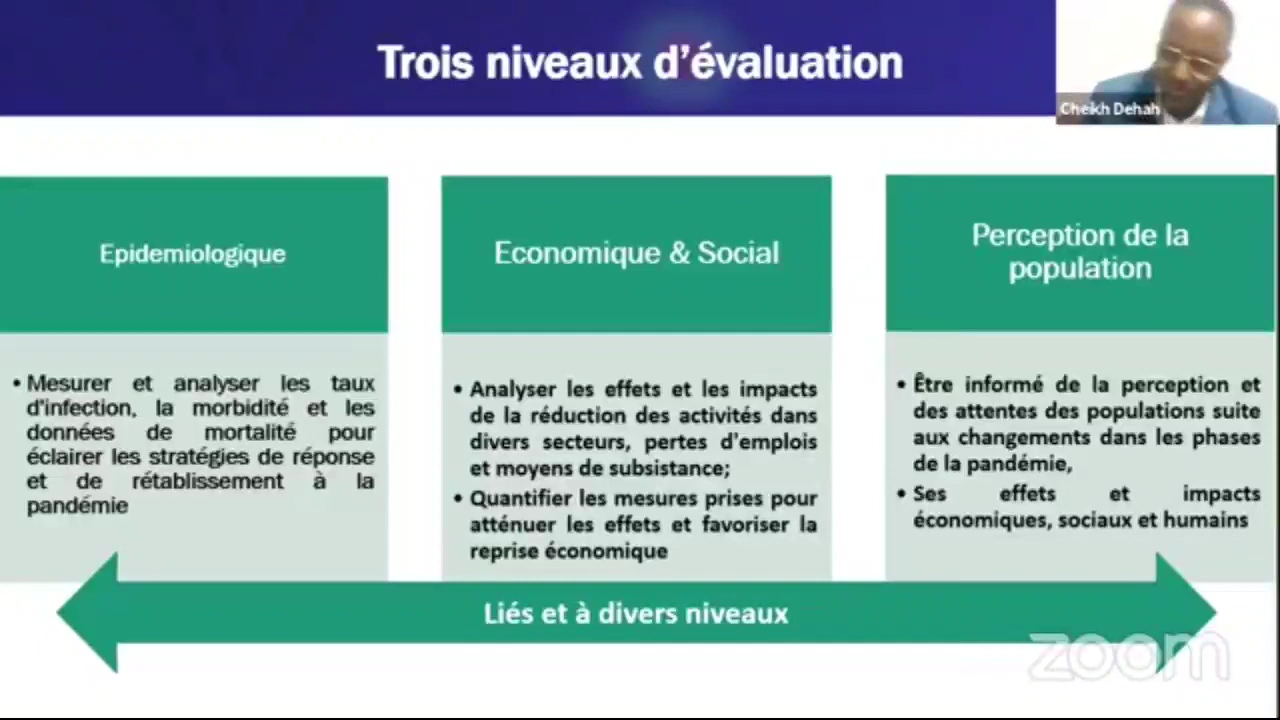 Trois niveaux d'évaluation
Cheikh Dehah
Epidemiologique
• Mesurer et analyser les taux
d'infection, la morbidité et les
données de mortalité pour
éclairer les stratégies de réponse
et de rétablissement à la
pandémie
Economique & Social
• Analyser les effets et les impacts
de la réduction des activités dans
divers secteurs, pertes d'emplois
et moyens de subsistance;
• Quantifier les mesures prises pour
atténuer les effets et favoriser la
reprise économique
Perception de la
population
• Être informé de la perception et
des attentes des populations suite
aux changements dans les phases
de la pandémie,
• Ses effets et impacts
économiques, sociaux et humains
Liés et à divers niveaux
zoom